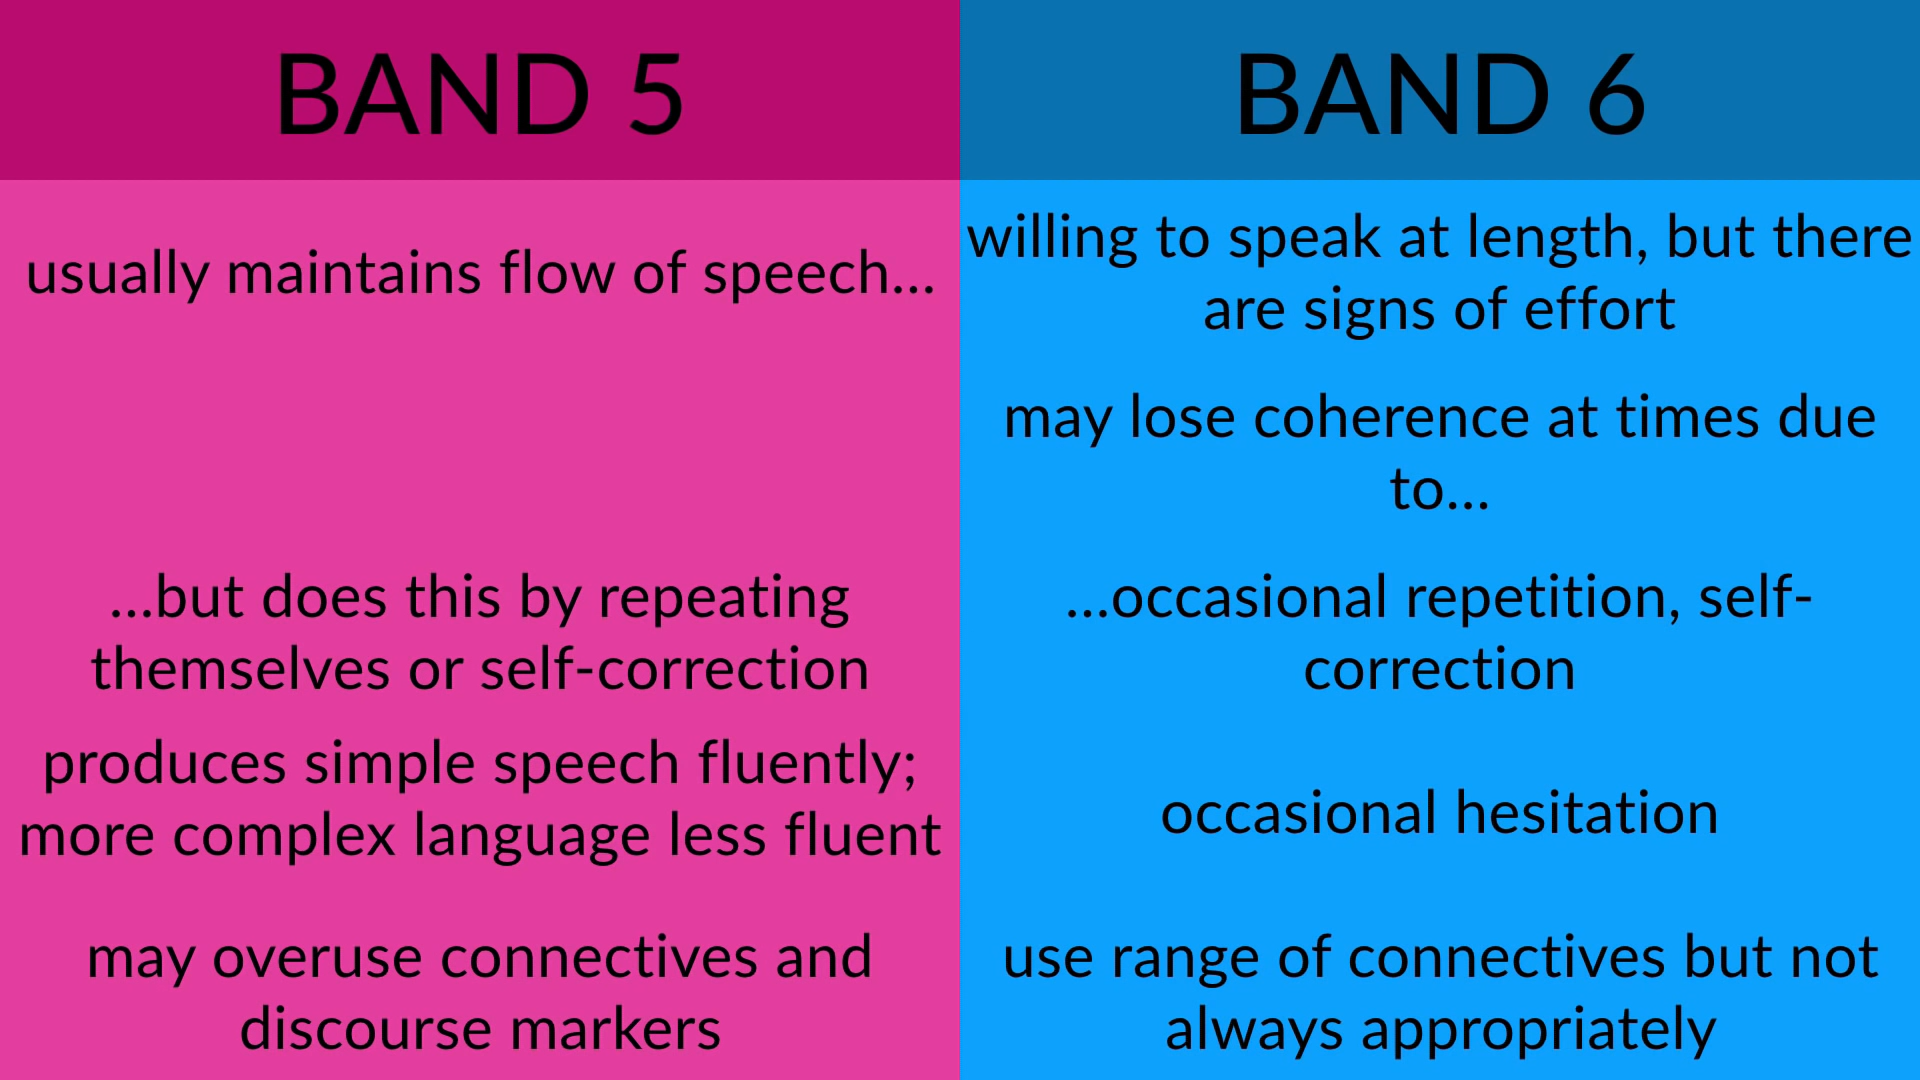 BAND 5
usually maintains flow of speech...
...but does this by repeating
themselves or self-correction
produces simple speech fluently;
more complex language less fluent
may overuse connectives and
discourse markers
BAND 6
willing to speak at length, but there
are signs of effort
may lose coherence at times due
to...
...occasional repetition, self-
correction
occasional hesitation
use range of connectives but not
always appropriately